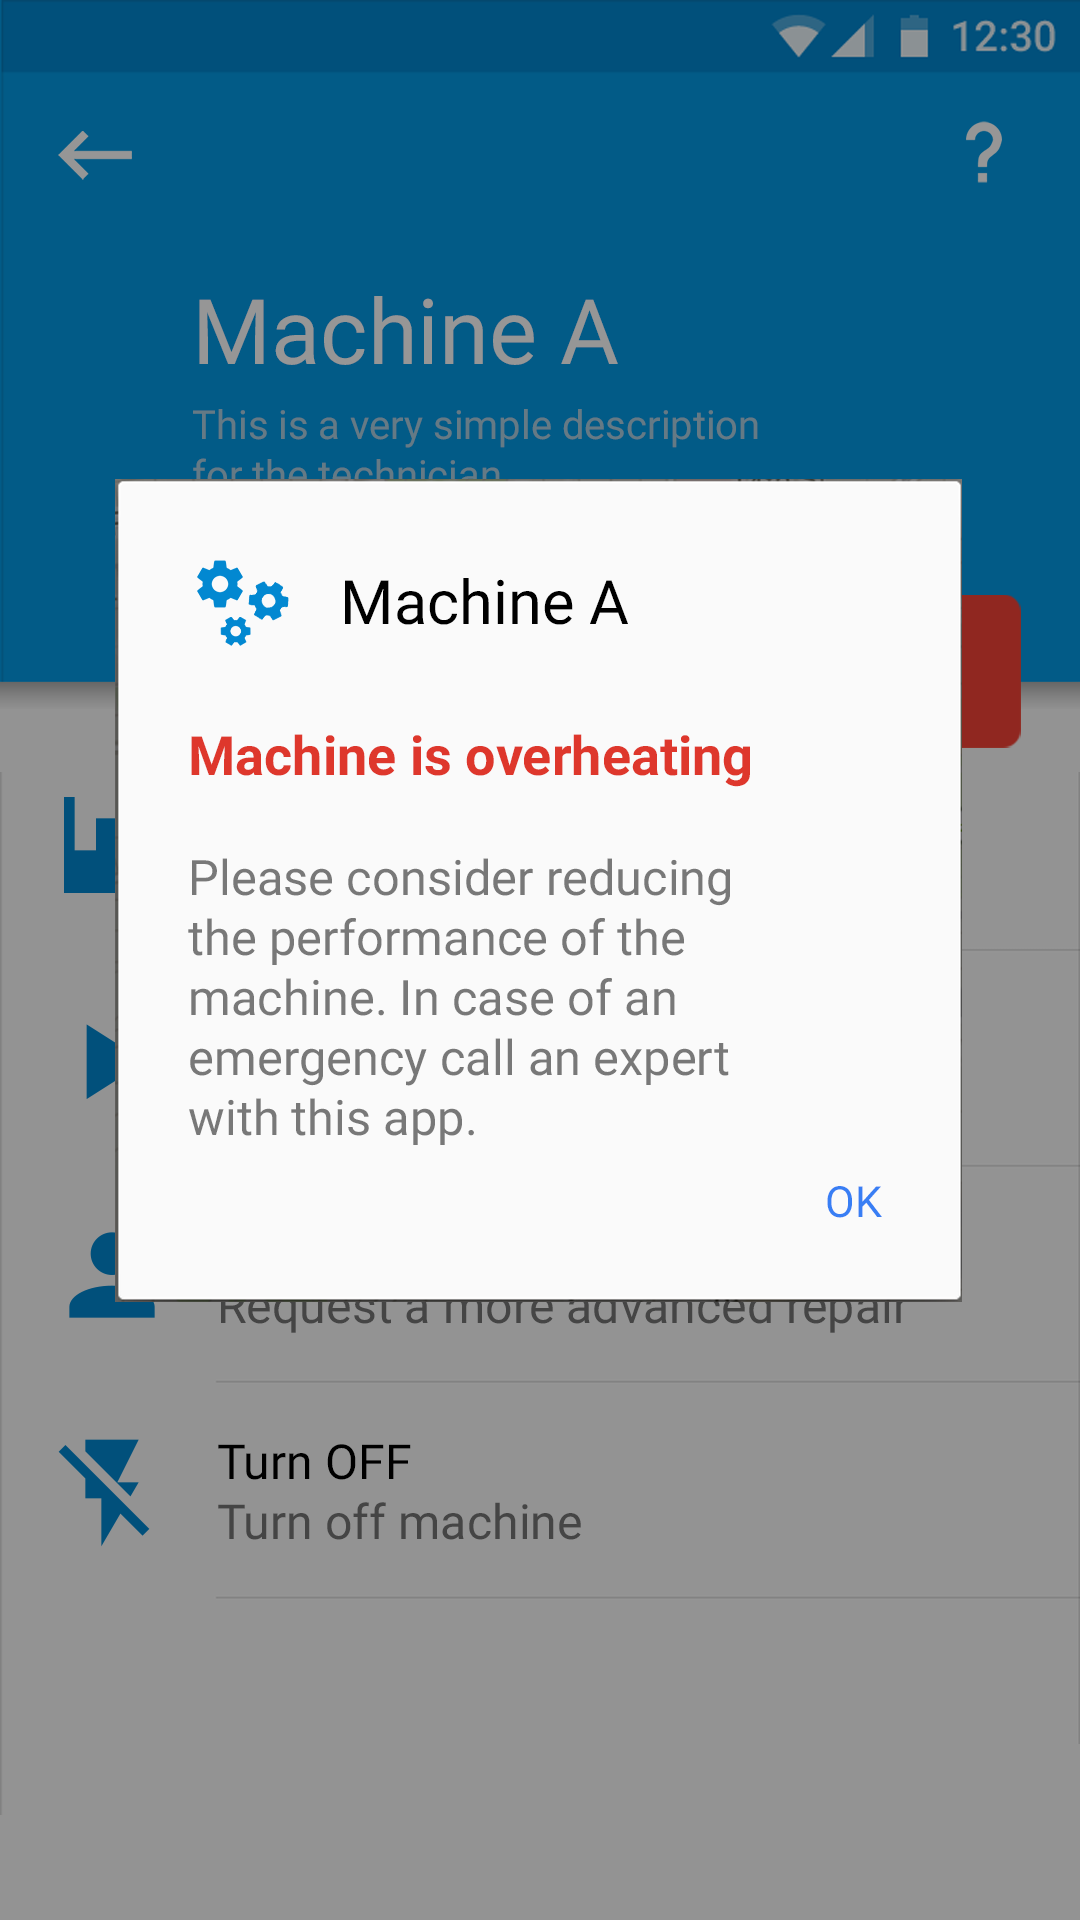 12:30
?
Machine A
This is a very simple description
for the technician
Machine A
Machine is overheating
Please consider reducing
the performance of the
machine. In case of an
emergency call an expert
with this app.
OK
Request a more advanced repair
Turn OFF
Turn off machine